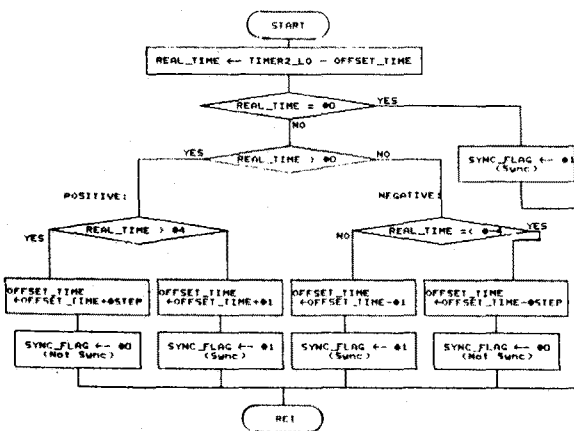 START
REAL_TIME ← TIMER2_LO - OFFSET_TIME
REAL_TIME = #0
YES
NO
YES
REAL_TIME > #0
NO
SYNC_FLAG ← #1
(Sync)
POSITIVE:
NEGATIVE:
YES
REAL_TIME > #4
NO
REAL_TIME =<
YES
OFFSET_TIME
←OFFSET_TIME+#STEP
OFFSET_TIME
←OFFSET_TIME+#1
OFFSET_TIME
←OFFSET_TIME-#1
OFFSET_TIME
←OFFSET_TIME-#STEP
SYNC_FLAG ← #0
(Not Sync)
SYNC_FLAG ← #1
(Sync)
SYNC_FLAG ← #1
(Sync)
SYNC_FLAG ← #0
(Not Sync)
RET